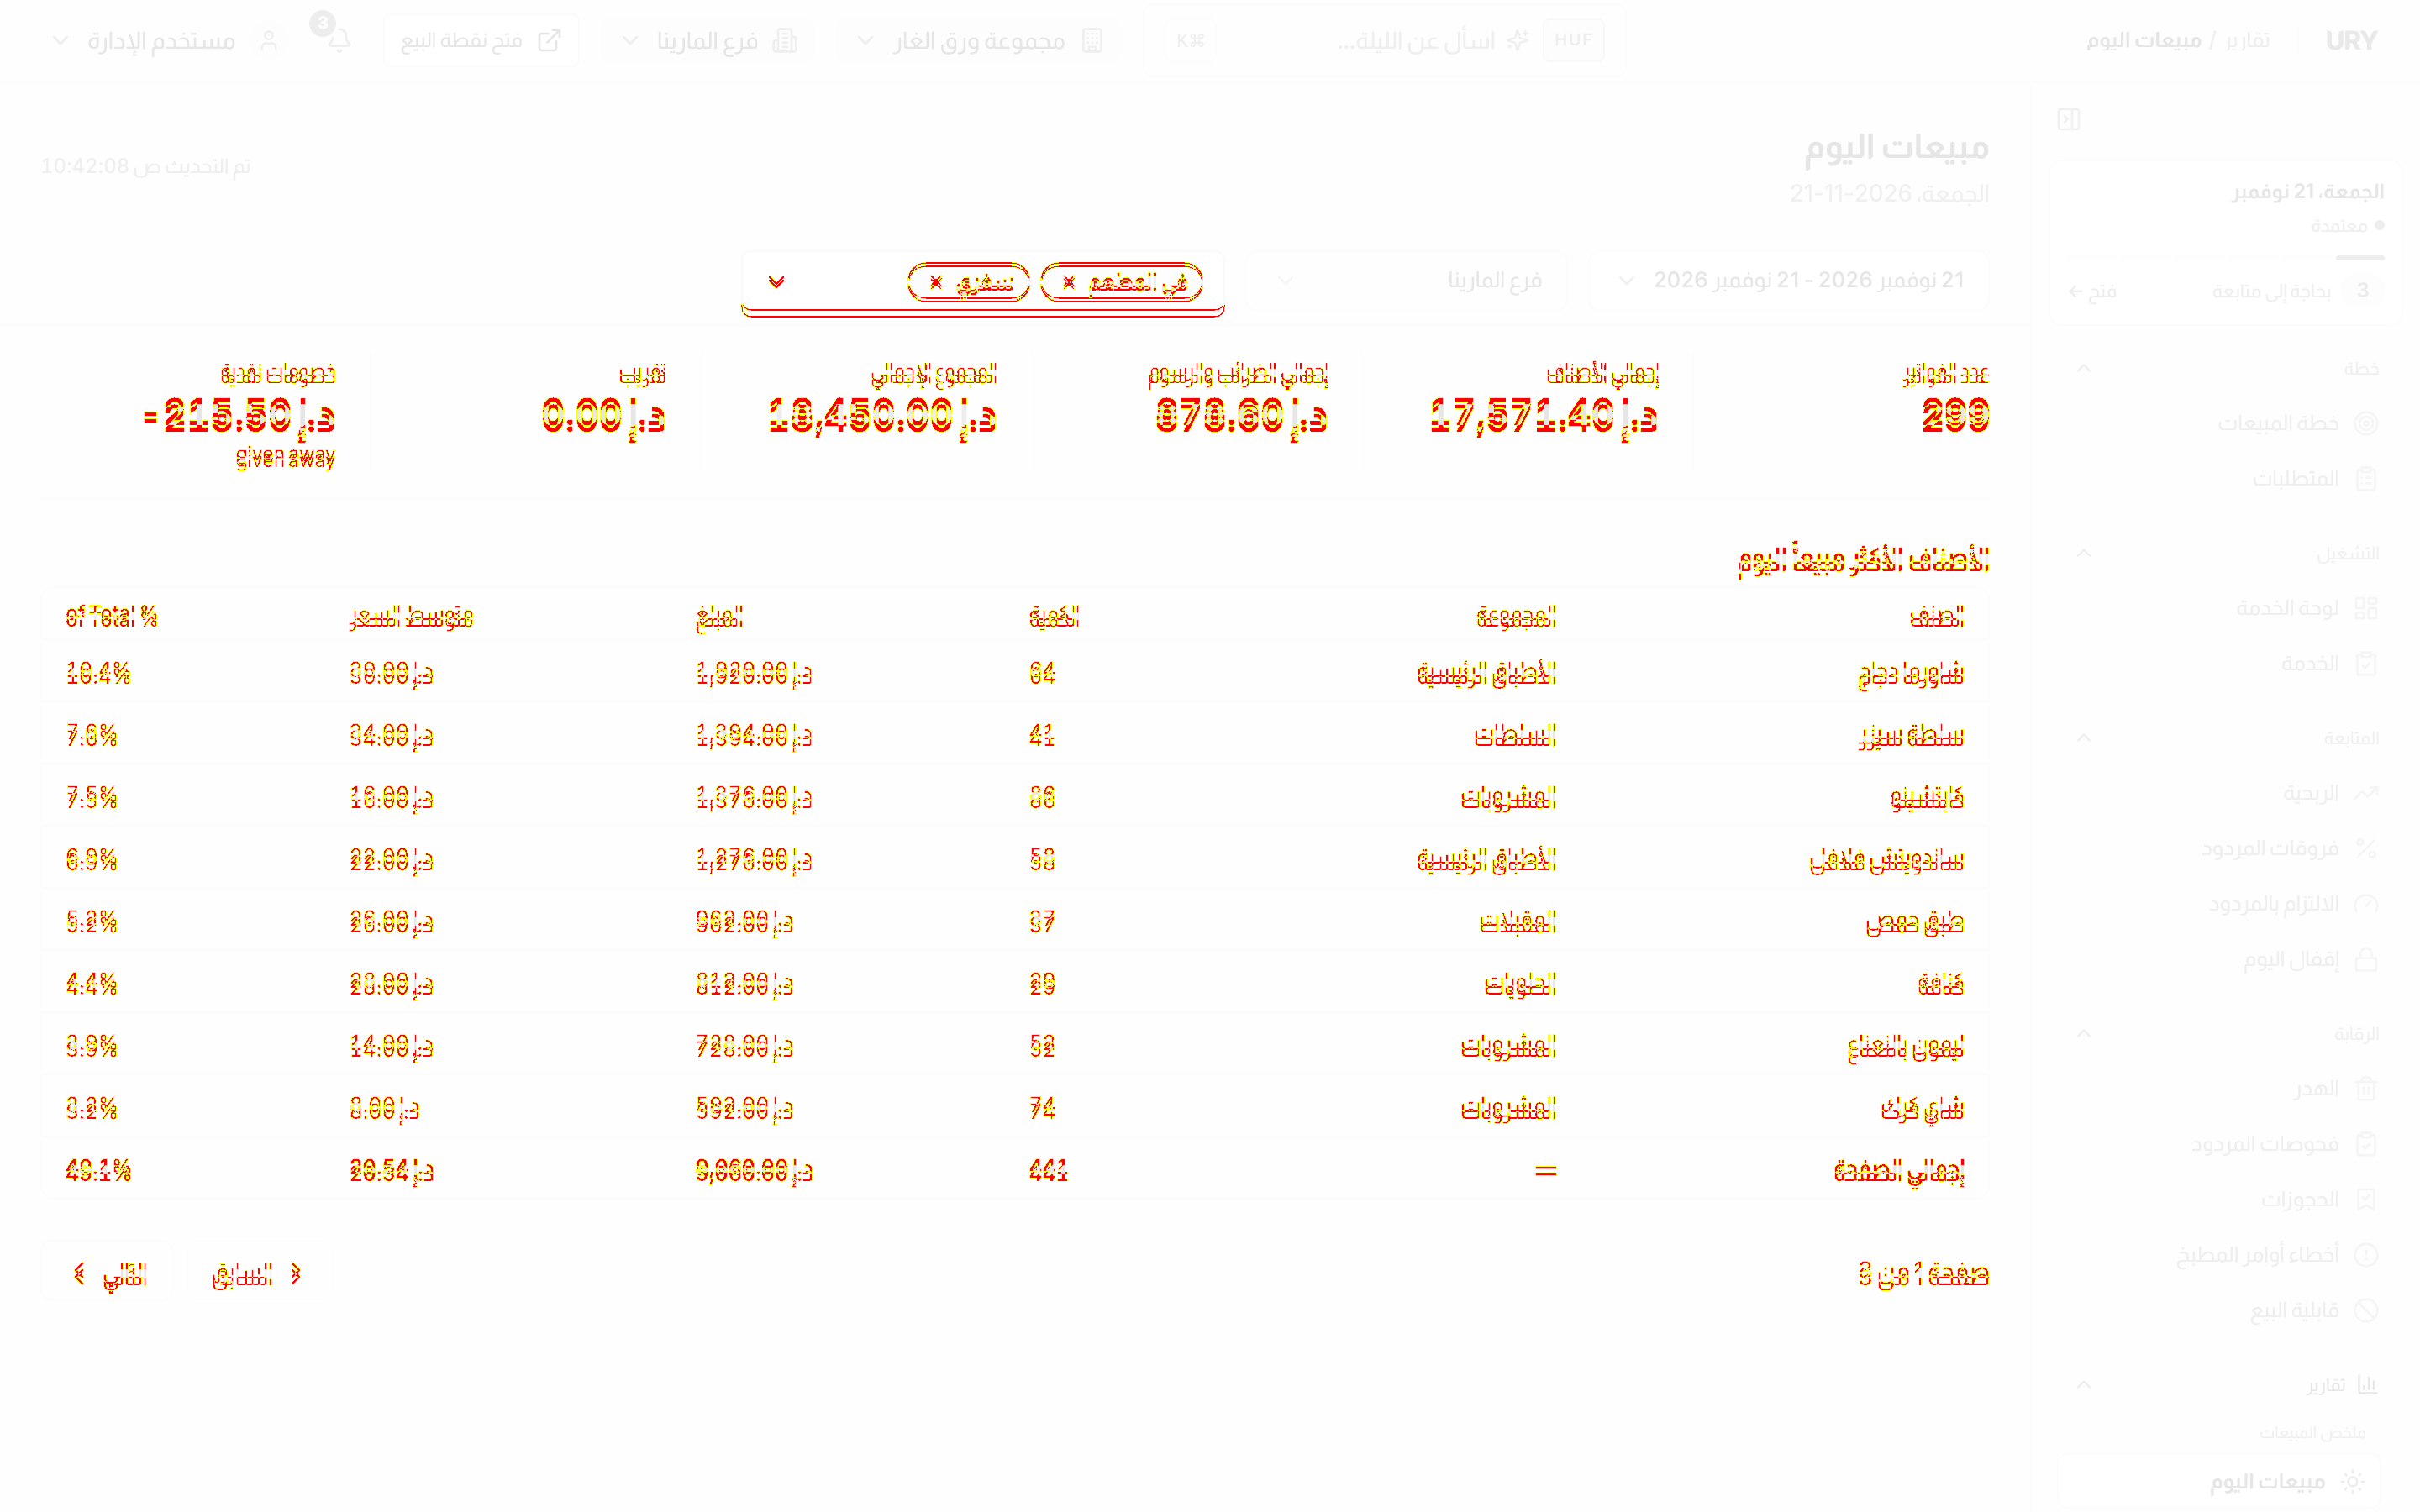 URY
تقارير / مبيعات اليوم
HUF
اسأل عن الليلة...
⌘K
مجموعة ورق الغار
فرع المارينا
فتح نقطة البيع
3
مستخدم الإدارة
مبيعات اليوم
الجمعة، 2026-11-21
تم التحديث ص 10:42:08
الجمعة، 21 نوفمبر
معتمدة
3 بحاجة إلى متابعة
فتح ←
21 نوفمبر 2026 - 21 نوفمبر 2026
فرع المارينا
في المطعم ×
سفري ×
خطة
خطة المبيعات
المتطلبات
التشغيل
لوحة الخدمة
الخدمة
المتابعة
الربحية
فروقات المردود
الالتزام بالمردود
إقفال اليوم
الرقابة
الهدر
فحوصات المردود
الحجوزات
أخطاء أوامر المطبخ
قابلية البيع
تقارير
ملخص المبيعات
مبيعات اليوم
عدد الفواتير
299
إجمالي الأصناف
د.إ 17,571.40
إجمالي الضرائب والرسوم
د.إ 878.60
المجموع الإجمالي
د.إ 18,450.00
تقريب
د.إ 0.00
خصومات نقدية
د.إ 215.50 =
given away
الأصناف الأكثر مبيعاً اليوم
الصنف المجموعة الكمية المبلغ متوسط السعر of Total %
شاورما دجاج الأطباق الرئيسية 64 د.إ 1,920.00 د.إ 30.00 10.4%
سلطة سيزر السلطات 41 د.إ 1,394.00 د.إ 34.00 7.6%
كابتشينو المشروبات 86 د.إ 1,376.00 د.إ 16.00 7.5%
ساندويتش فلافل الأطباق الرئيسية 58 د.إ 1,276.00 د.إ 22.00 6.9%
طبق حمص المقبلات 37 د.إ 962.00 د.إ 26.00 5.2%
كنافة الحلويات 29 د.إ 812.00 د.إ 28.00 4.4%
ليمون بالنعناع المشروبات 52 د.إ 728.00 د.إ 14.00 3.9%
شاي كرك المشروبات 74 د.إ 592.00 د.إ 8.00 3.2%
إجمالي الصفحة — 441 د.إ 9,060.00 د.إ 20.54 49.1%
صفحة 1 من 3
السابق
التالي